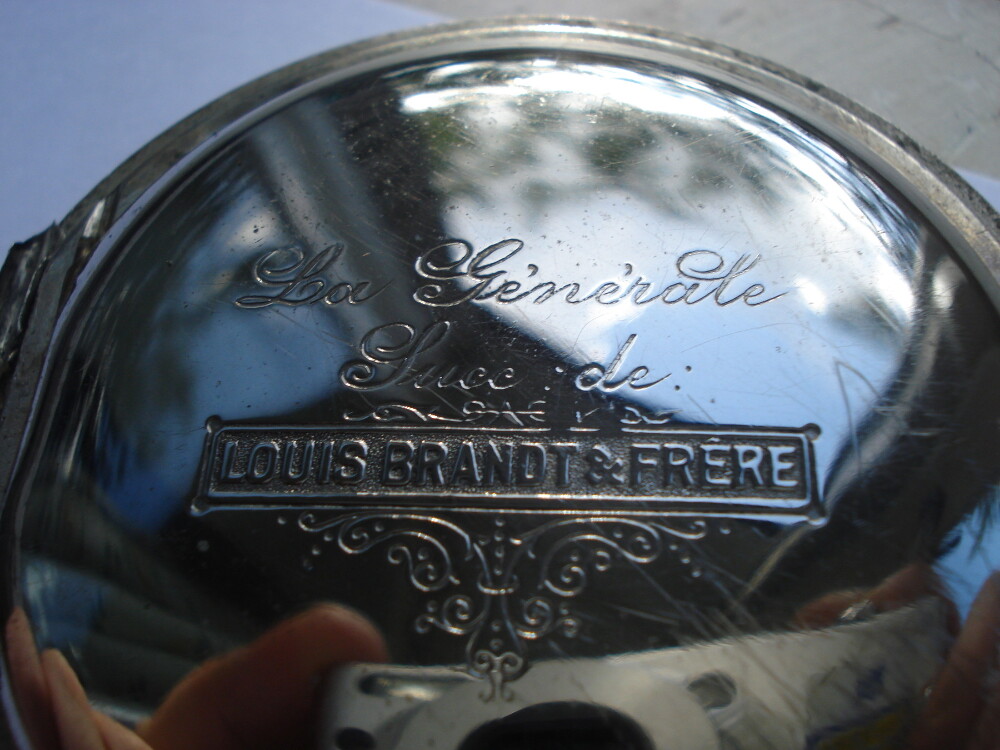 La Générale
Succ: de:
LOUIS BRANDT & FRÈRE